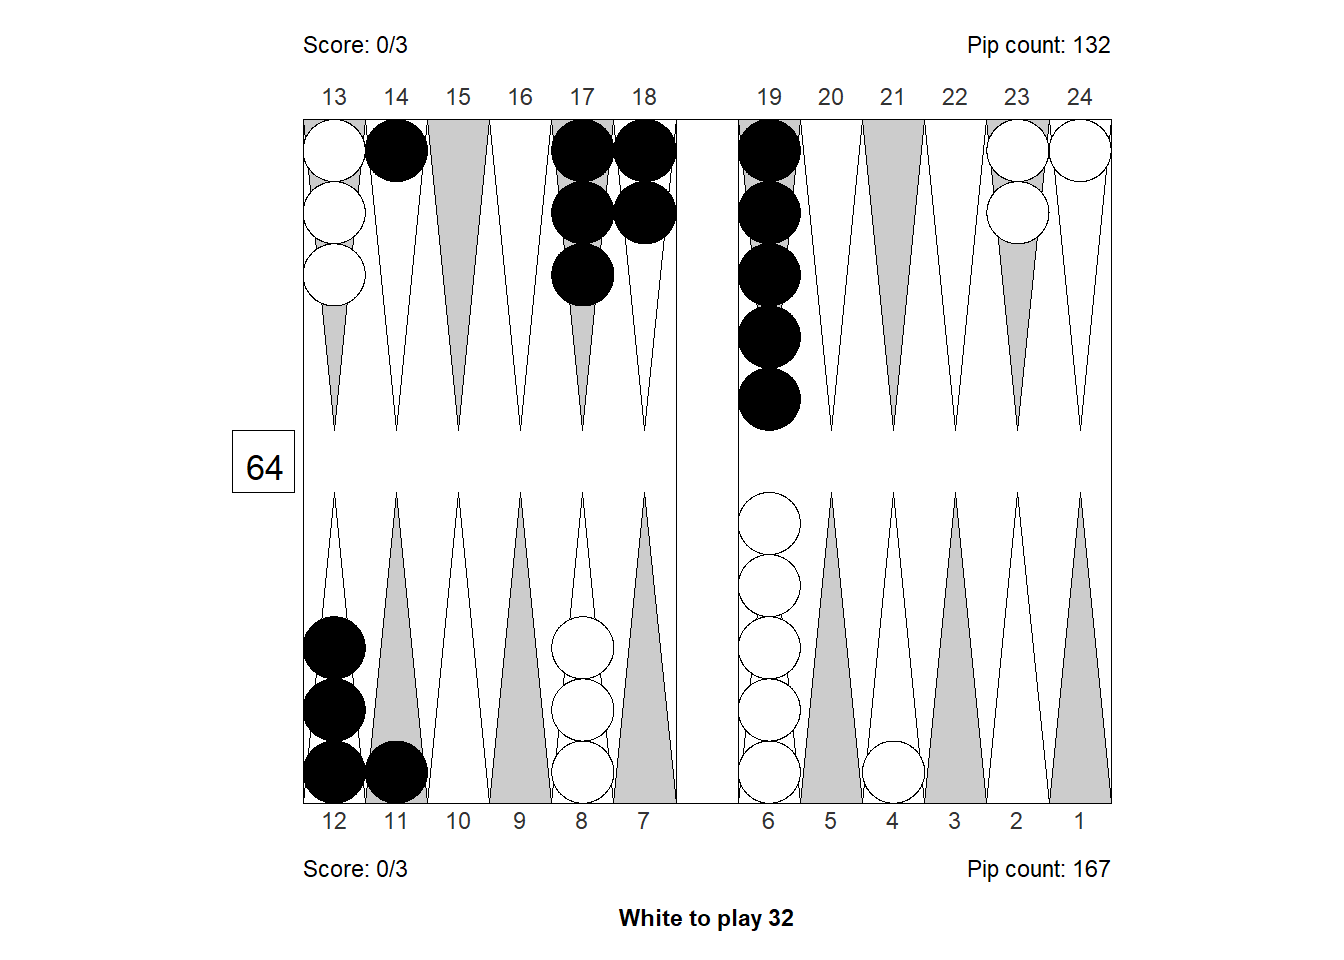 Score: 0/3 Pip count: 132
13 14 15 16 17 18 19 20 21 22 23 24
64
12 11 10 9 8 7 6 5 4 3 2 1
Score: 0/3 Pip count: 167
White to play 32